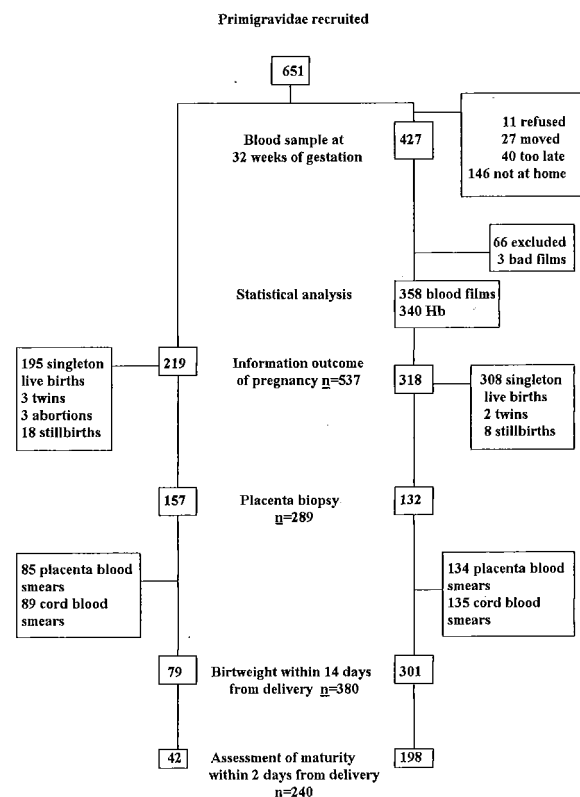 Primigravidae recruited
651
11 refused
27 moved
40 too late
146 not at home
Blood sample at
32 weeks of gestation
427
66 excluded
3 bad films
Statistical analysis
358 blood films
340 Hb
195 singleton
live births
3 twins
3 abortions
18 stillbirths
219
Information outcome
of pregnancy n=537
318
308 singleton
live births
2 twins
8 stillbirths
157
Placenta biopsy
n=289
132
85 placenta blood
smears
89 cord blood
smears
134 placenta blood
smears
135 cord blood
smears
79
Birtweight within 14 days
from delivery n=380
301
42
Assessment of maturity
within 2 days from delivery
n=240
198